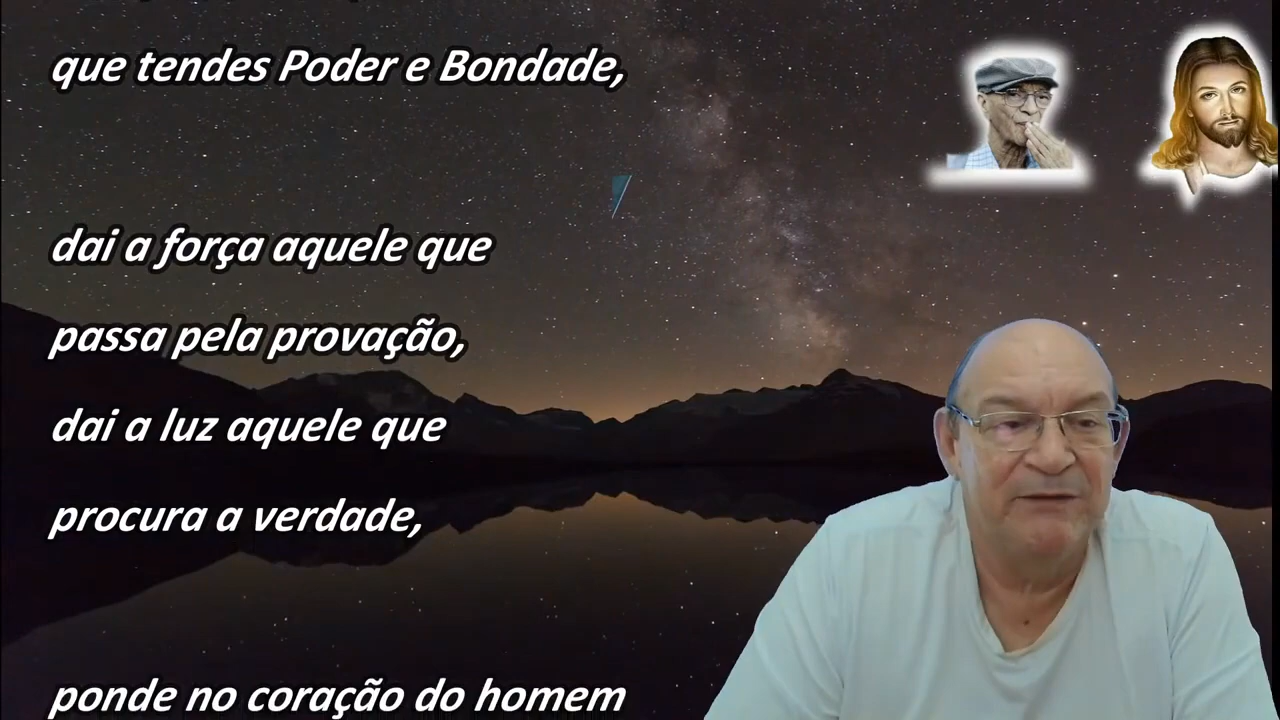 que tendes Poder e Bondade,
dai a força aquele que
passa pela provação,
dai a luz aquele que
procura a verdade,
ponde no coração do homem